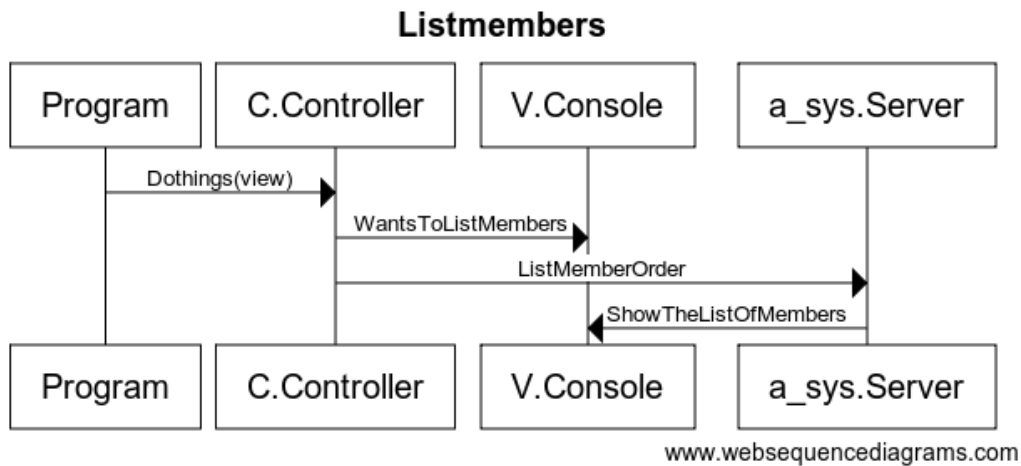 Listmembers
Program
C.Controller
V.Console
a_sys.Server
Dothings(view)
WantsToListMembers
ListMemberOrder
ShowTheListOfMembers
Program
C.Controller
V.Console
a_sys.Server
www.websequencediagrams.com